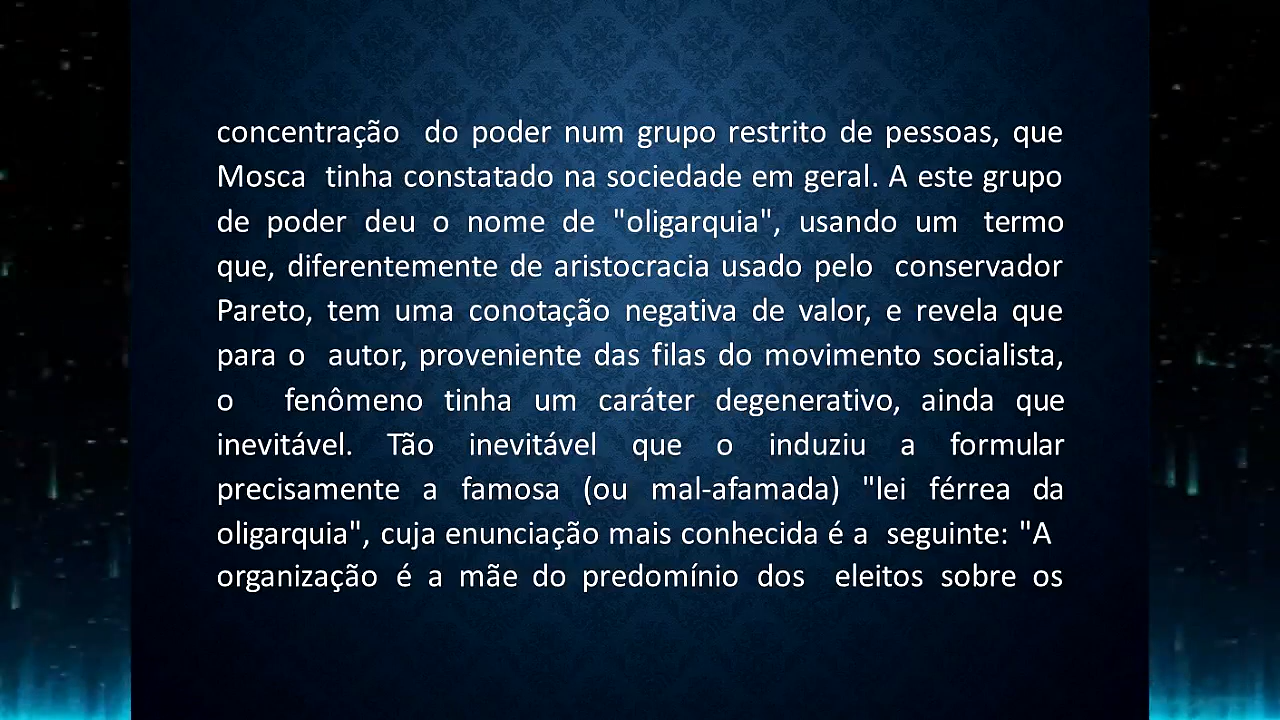 concentração do poder num grupo restrito de pessoas, que
Mosca tinha constatado na sociedade em geral. A este grupo
de poder deu o nome de "oligarquia", usando um termo
que, diferentemente de aristocracia usado pelo conservador
Pareto, tem uma conotação negativa de valor, e revela que
para o autor, proveniente das filas do movimento socialista,
o fenômeno tinha um caráter degenerativo, ainda que
inevitável. Tão inevitável que o induziu a formular
precisamente a famosa (ou mal-afamada) "lei férrea da
oligarquia", cuja enunciação mais conhecida é a seguinte: "A
organização é a mãe do predomínio dos eleitos sobre os